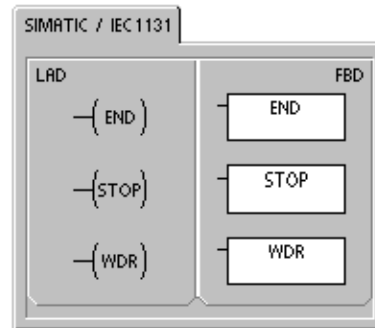 SIMATIC / IEC1131
LAD FBD
END END
STOP STOP
WDR WDR